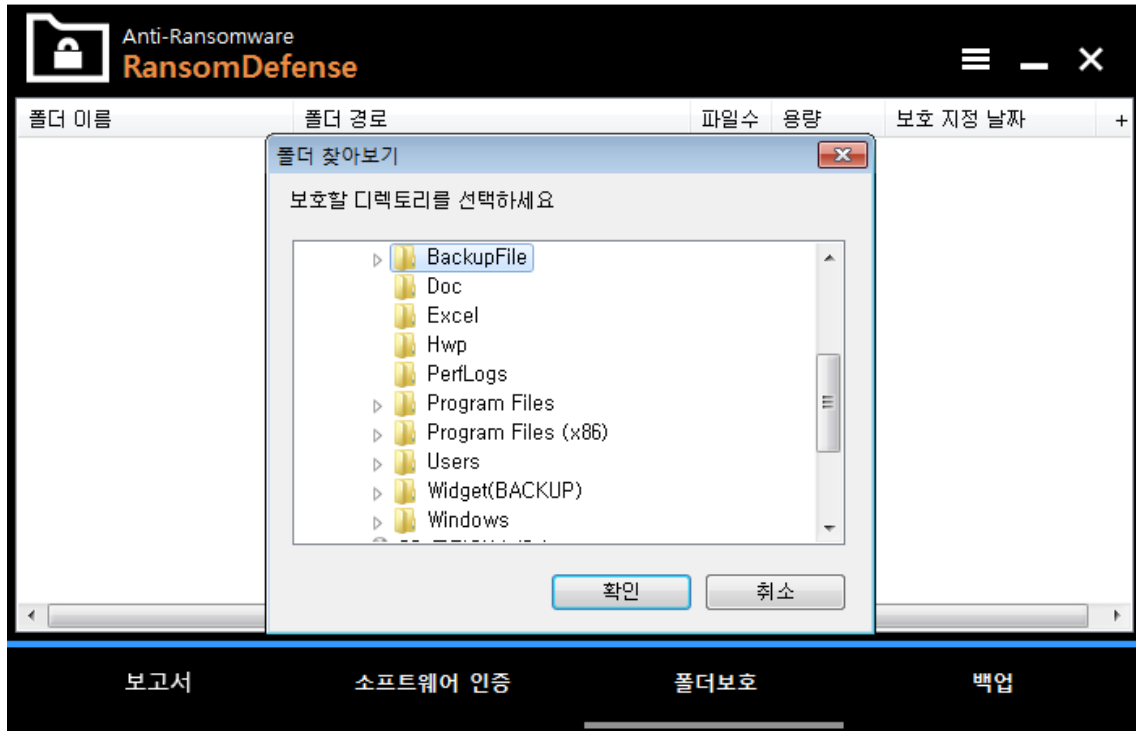 Anti-Ransomware
RansomDefense
폴더 이름 폴더 경로 파일수 용량 보호 지정 날짜 +
폴더 찾아보기
보호할 디렉토리를 선택하세요
BackupFile
Doc
Excel
Hwp
PerfLogs
Program Files
Program Files (x86)
Users
Widget(BACKUP)
Windows
확인 취소
보고서 소프트웨어 인증 폴더보호 백업